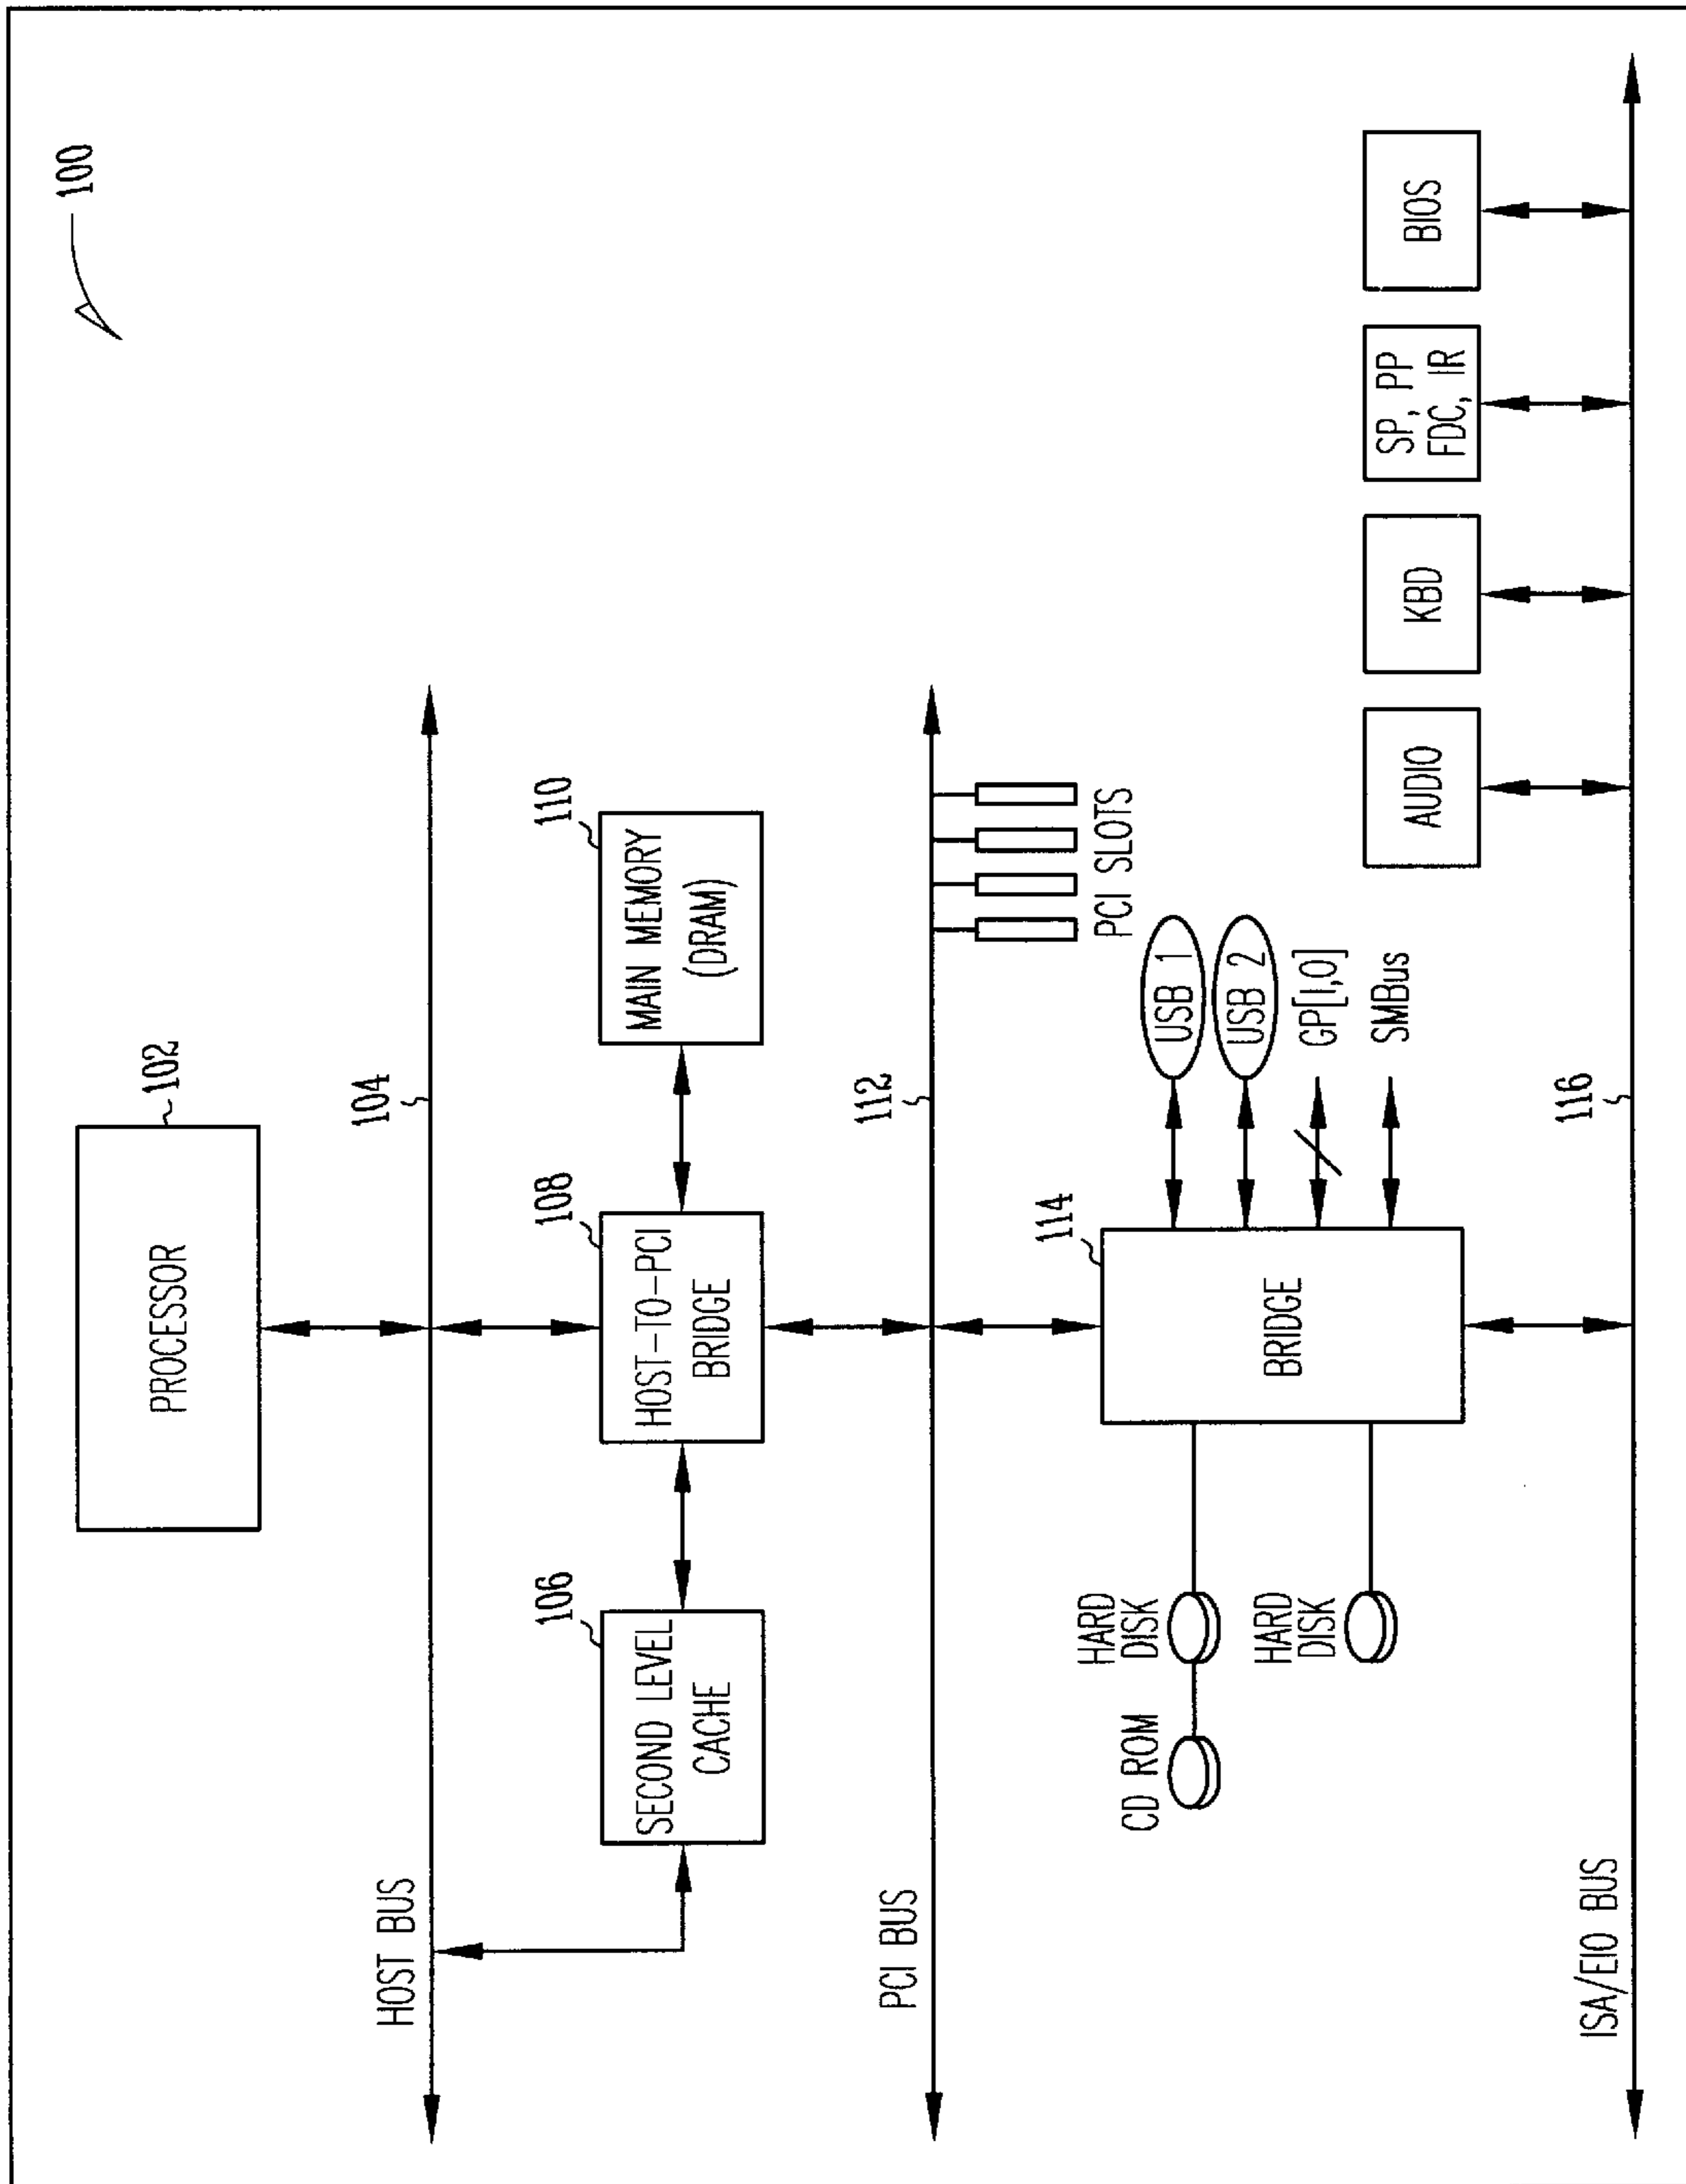 100
PROCESSOR
102
HOST BUS
104
SECOND LEVEL
CACHE
106
HOST-TO-PCI
BRIDGE
108
MAIN MEMORY
(DRAM)
110
PCI BUS
112
PCI SLOTS
CD ROM
HARD
DISK
HARD
DISK
BRIDGE
114
USB 1
USB 2
GP[I,O]
SMBus
ISA/EIO BUS
116
AUDIO
KBD
SP, PP
FDC, IR
BIOS